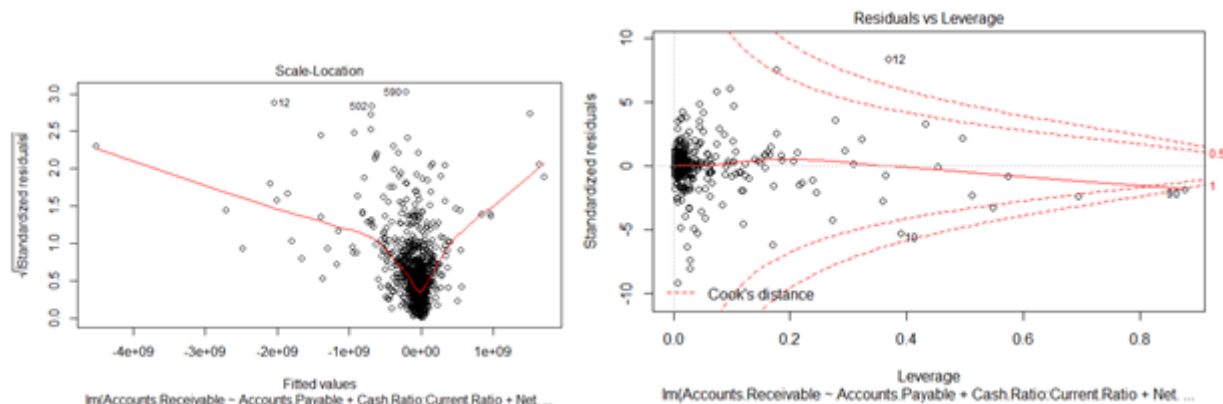 Scale-Location
√|Standardized residuals|
3.0
2.5
2.0
1.5
1.0
0.5
0.0
12
502
590
-4e+09 -3e+09 -2e+09 -1e+09 0e+00 1e+09
Fitted values
lm(Accounts.Receivable ~ Accounts.Payable + Cash.Ratio:Current.Ratio + Net. ...
Residuals vs Leverage
Standardized residuals
10
5
0
-5
-10
12
10
90
0.5
1
Cook's distance
0.0 0.2 0.4 0.6 0.8
Leverage
lm(Accounts.Receivable ~ Accounts.Payable + Cash.Ratio:Current.Ratio + Net. ...